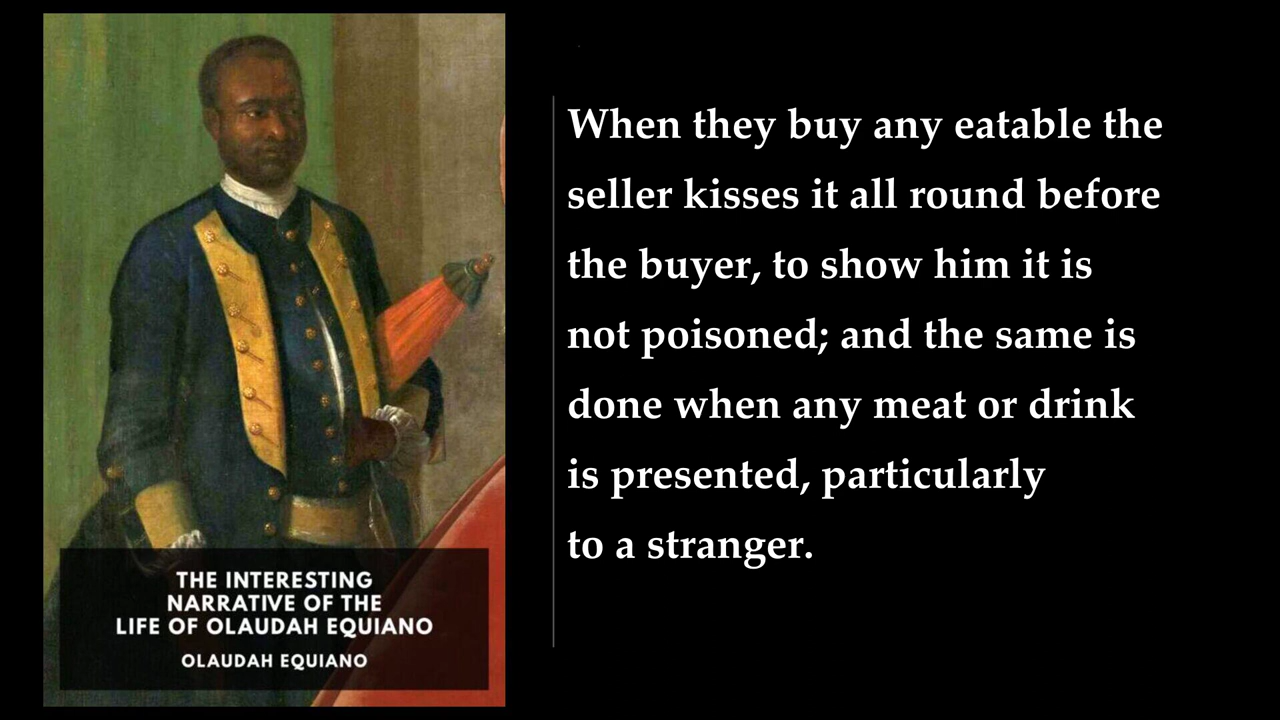 THE INTERESTING
NARRATIVE OF THE
LIFE OF OLAUDAH EQUIANO
OLAUDAH EQUIANO
When they buy any eatable the
seller kisses it all round before
the buyer, to show him it is
not poisoned; and the same is
done when any meat or drink
is presented, particularly
to a stranger.